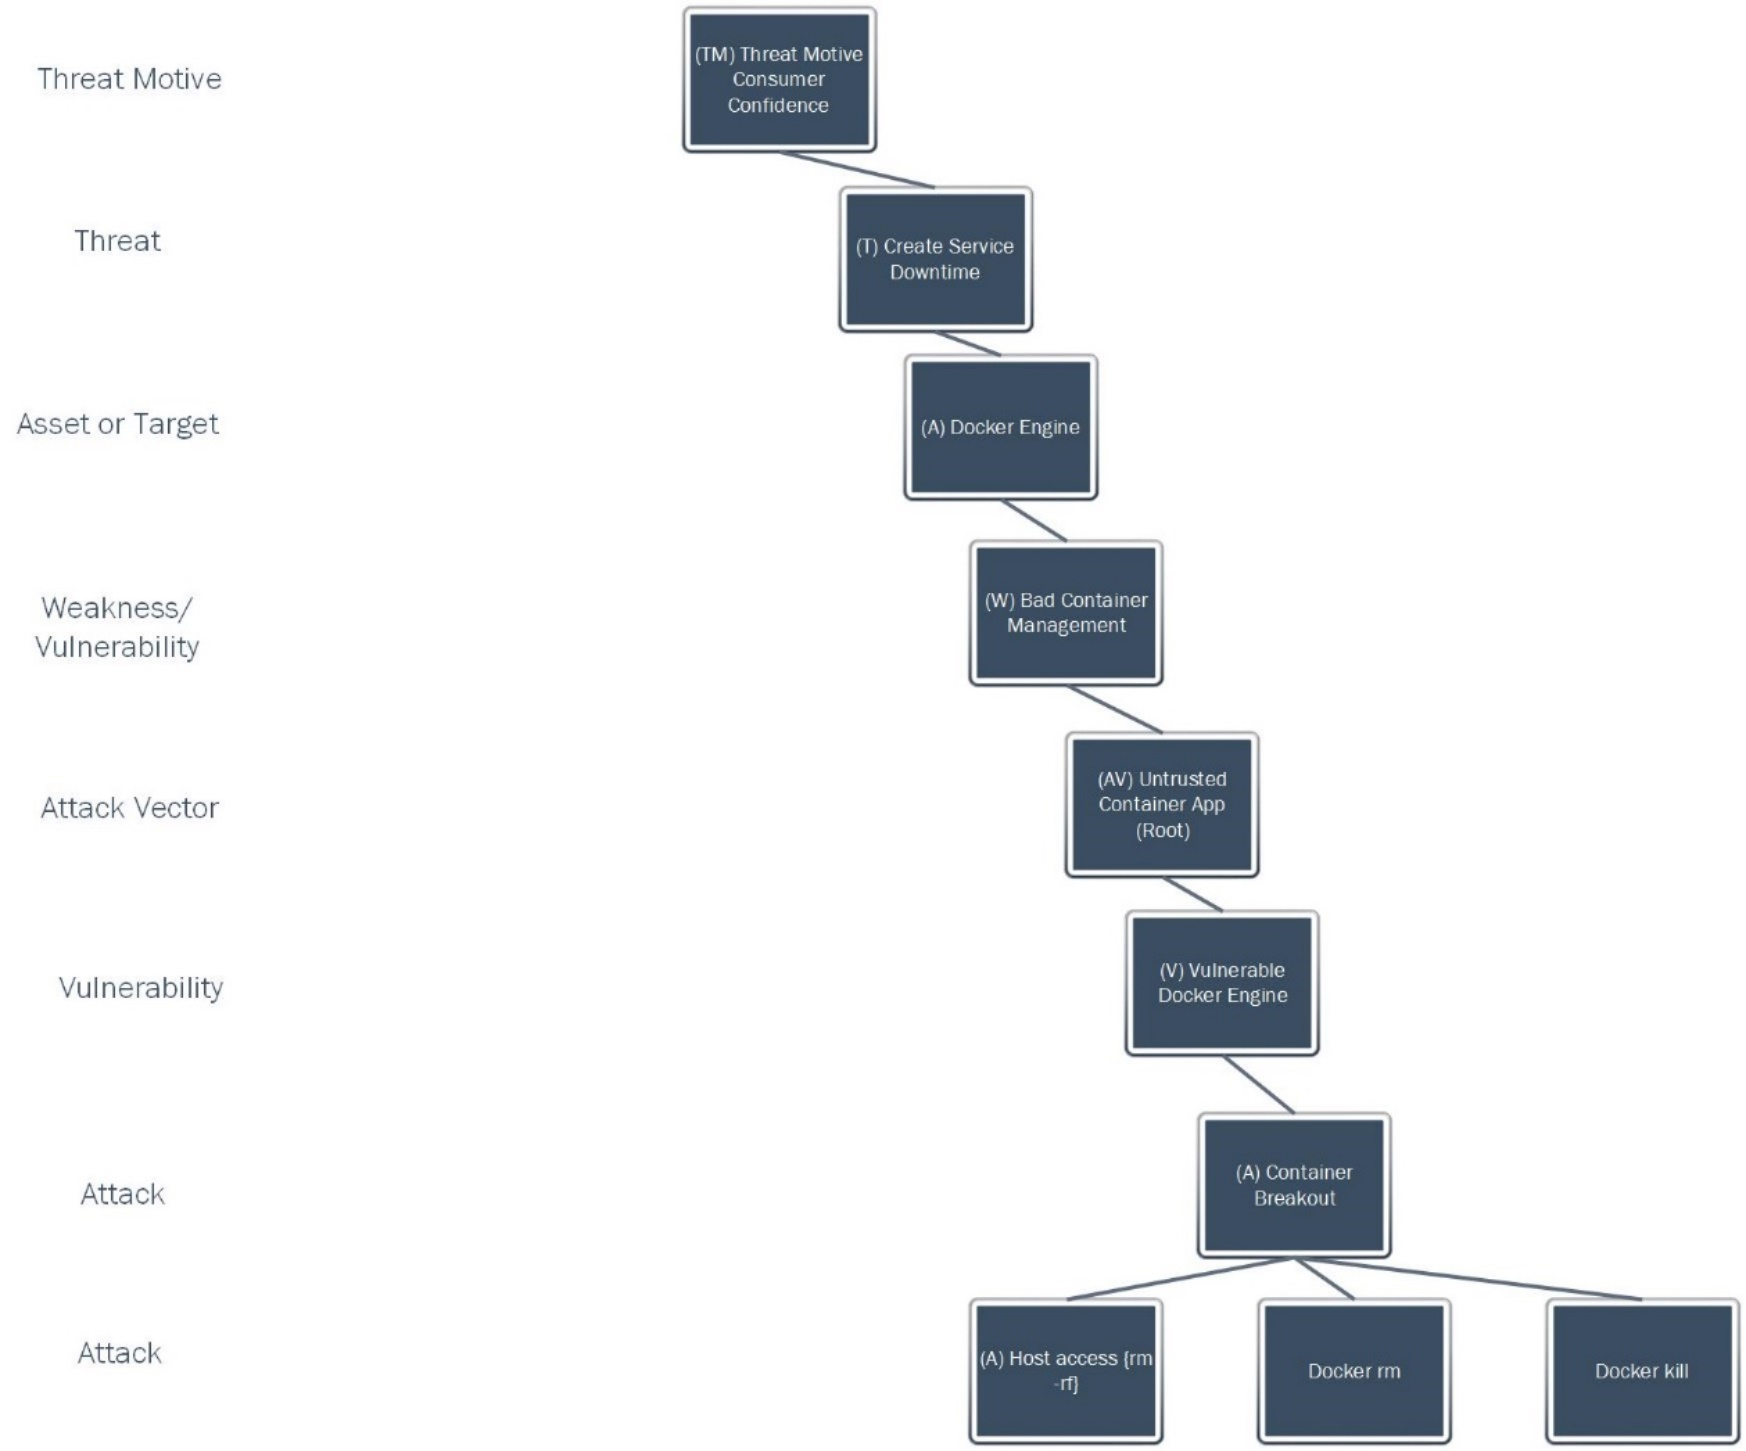 Threat Motive
(TM) Threat Motive
Consumer
Confidence
Threat
(T) Create Service
Downtime
Asset or Target
(A) Docker Engine
Weakness/
Vulnerability
(W) Bad Container
Management
Attack Vector
(AV) Untrusted
Container App
(Root)
Vulnerability
(V) Vulnerable
Docker Engine
Attack
(A) Container
Breakout
Attack
(A) Host access {rm
-rf}
Docker rm
Docker kill